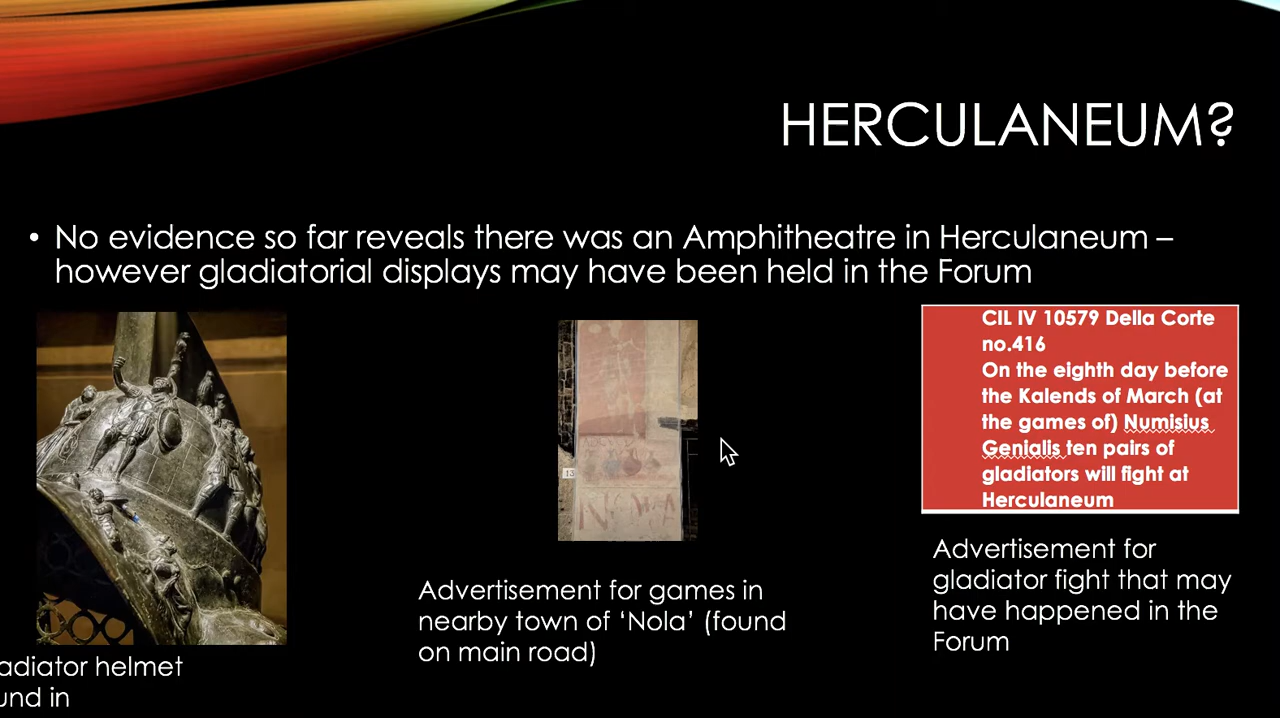 HERCULANEUM?
• No evidence so far reveals there was an Amphitheatre in Herculaneum –
however gladiatorial displays may have been held in the Forum
CIL IV 10579 Della Corte
no.416
On the eighth day before
the Kalends of March (at
the games of) Numisius
Genialis ten pairs of
gladiators will fight at
Herculaneum
13
NOLA
Advertisement for games in
nearby town of ‘Nola’ (found
on main road)
Advertisement for
gladiator fight that may
have happened in the
Forum
adiator helmet
und in